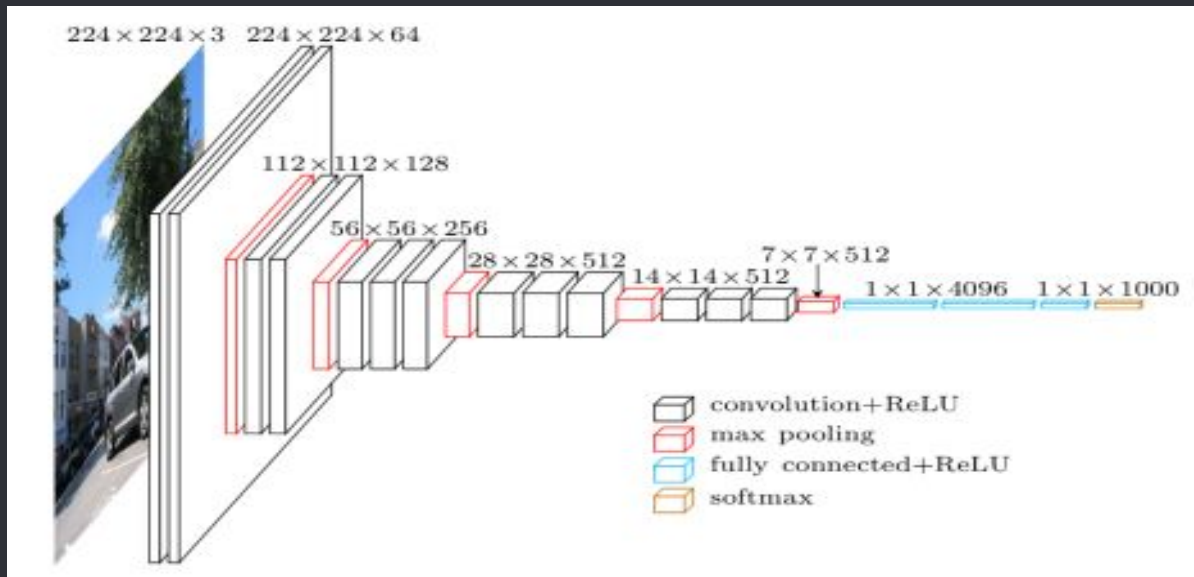 224 × 224 × 3
224 × 224 × 64
112 × 112 × 128
56 × 56 × 256
28 × 28 × 512
14 × 14 × 512
7 × 7 × 512
1 × 1 × 4096
1 × 1 × 1000
convolution+ReLU
max pooling
fully connected+ReLU
softmax